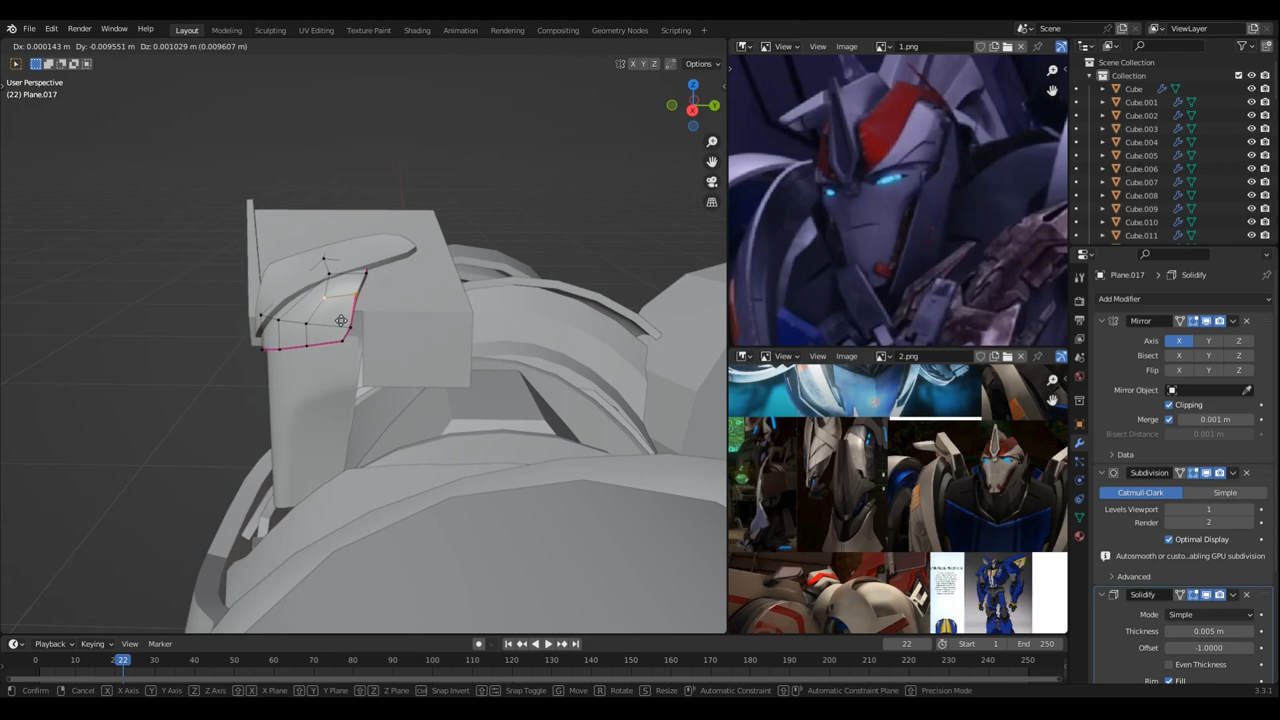 File Edit Render Window Help Layout Modeling Sculpting UV Editing Texture Paint Shading Animation Rendering Compositing Geometry Nodes Scripting + Scene ViewLayer
Dx: 0.000143 m Dy: -0.009551 m Dz: 0.001029 m (0.009607 m)
View View Image 1.png
X Y Z Options
User Perspective
(22) Plane.017
Z
Y
X
View View Image 2.png
Scene Collection
Collection
Cube
Cube.001
Cube.002
Cube.003
Cube.004
Cube.005
Cube.006
Cube.007
Cube.008
Cube.009
Cube.010
Cube.011
Plane.017 > Solidify
Add Modifier
Mirror
Axis X Y Z
Bisect X Y Z
Flip X Y Z
Mirror Object
Clipping
Merge 0.001 m
Bisect Distance 0.001 m
Data
Subdivision
Catmull-Clark Simple
Levels Viewport 1
Render 2
Optimal Display
Autosmooth or custo..abling GPU subdivision
Advanced
Solidify
Mode Simple
Thickness 0.005 m
Offset -1.0000
Even Thickness
Rim Fill
Playback Keying View Marker 22 Start 1 End 250
0 10 22 30 40 50 60 70 80 90 100 110 120 130 140 150 160 170 180 190 200 210 220 230 240 250
Confirm Cancel X X Axis Y Y Axis Z Z Axis X X Plane Y Y Plane Z Z Plane Snap Invert Snap Toggle G Move R Rotate S Resize Automatic Constraint Automatic Constraint Plane Precision Mode 3.3.1